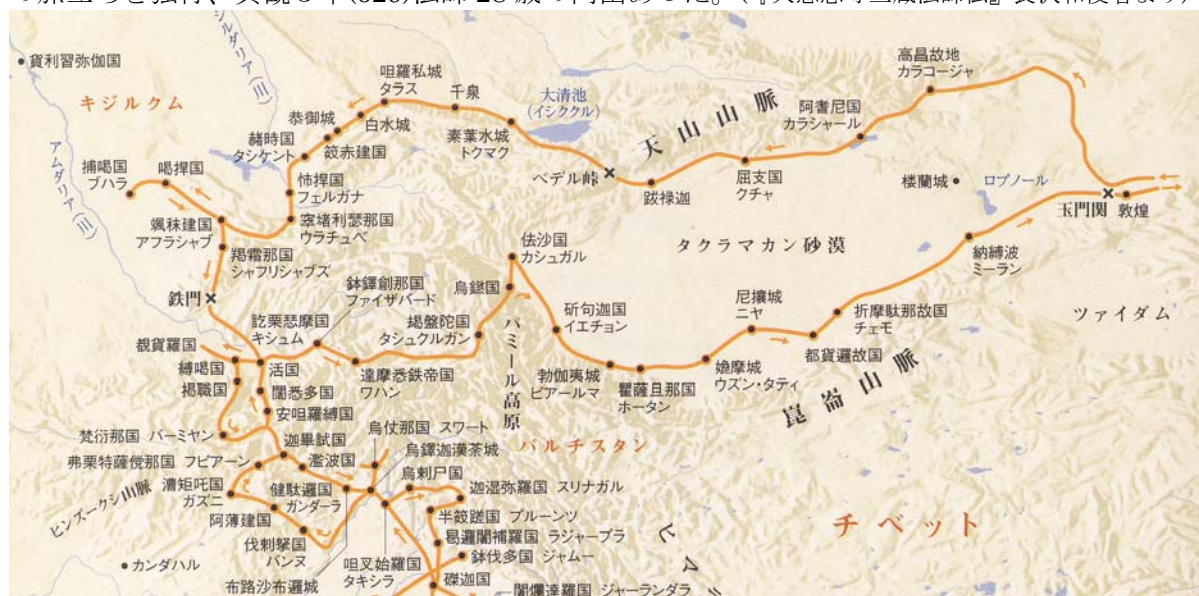 • 貨利習弥伽国
シルダリア(川)
キジルクム
アムダリア(川)
呾羅私城
タラス
千泉
大清池
(イシククル)
天山山脈
高昌故地
カラコージャ
阿耆尼国
カラシャール
恭御城
白水城
赭時国
タシケント
笯赤建国
素葉水城
トクマク
ベデル峠
屈支国
クチャ
跋禄迦
楼蘭城
ロプノール
玉門関
敦煌
捕喝国
ブハラ
喝捍国
怖捍国
フェルガナ
窣堵利瑟那国
ウラチュベ
颯秣建国
アフラシャブ
羯霜那国
シャフリシャブズ
鉄門
佉沙国
カシュガル
タクラマカン砂漠
納縛波
ミーラン
鉢鐸創那国
ファイザバード
烏鎩国
訖栗瑟摩国
キシュム
朅盤陀国
タシュクルガン
パミール高原
斫句迦国
イエチョン
尼攘城
ニヤ
折摩駄那故国
チェモ
ツァイダム
覩貨羅国
縛喝国
掲職国
活国
闊悉多国
安呾羅縛国
達摩悉鉄帝国
ワハン
勃伽夷城
ピアールマ
瞿薩旦那国
ホータン
媲摩城
ウズン・タティ
都貨邏故国
崑崙山脈
梵衍那国 バーミヤン
迦畢試国
濫波国
烏仗那国 スワート
烏鐸迦漢茶城
バルチスタン
弗栗特薩儻那国 フピアーン
漕矩吒国
ガズニ
健駄邏国
ガンダーラ
烏剌尸国
迦湿弥羅国 スリナガル
ヒンズークシ山脈
阿薄建国
半笯蹉国 プルーンツ
曷邏闍補羅国 ラジャープラ
チベット
伐剌拏国
バンヌ
呾叉始羅国
タキシラ
鉢伐多国 ジャムー
• カンダハル
布路沙布邏城
磔迦国
闍爛達羅国 ジャーランダラ
ヒマ